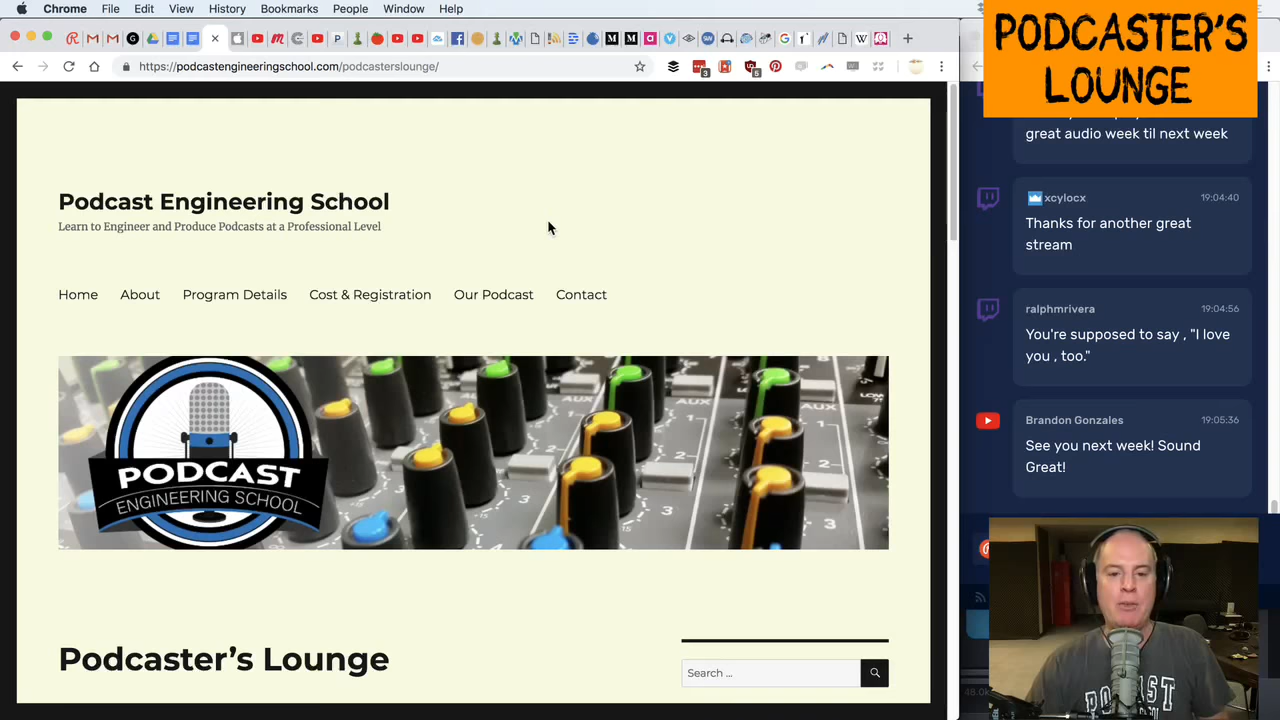 Chrome File Edit View History Bookmarks People Window Help
PODCASTER'S
LOUNGE
https://podcastengineeringschool.com/podcasterslounge/
great audio week til next week
Podcast Engineering School
Learn to Engineer and Produce Podcasts at a Professional Level
Home About Program Details Cost & Registration Our Podcast Contact
xcylocx 19:04:40
Thanks for another great
stream
ralphmrivera 19:04:56
You're supposed to say , "I love
you , too."
Brandon Gonzales 19:05:36
See you next week! Sound
Great!
PODCAST
ENGINEERING SCHOOL
AUX AUX
Podcaster's Lounge
Search ...
48.0k
PODCAST